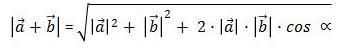 |a⃗ + b⃗| = √(|a⃗|² + |b⃗|² + 2 · |a⃗| · |b⃗| · cos ∝)